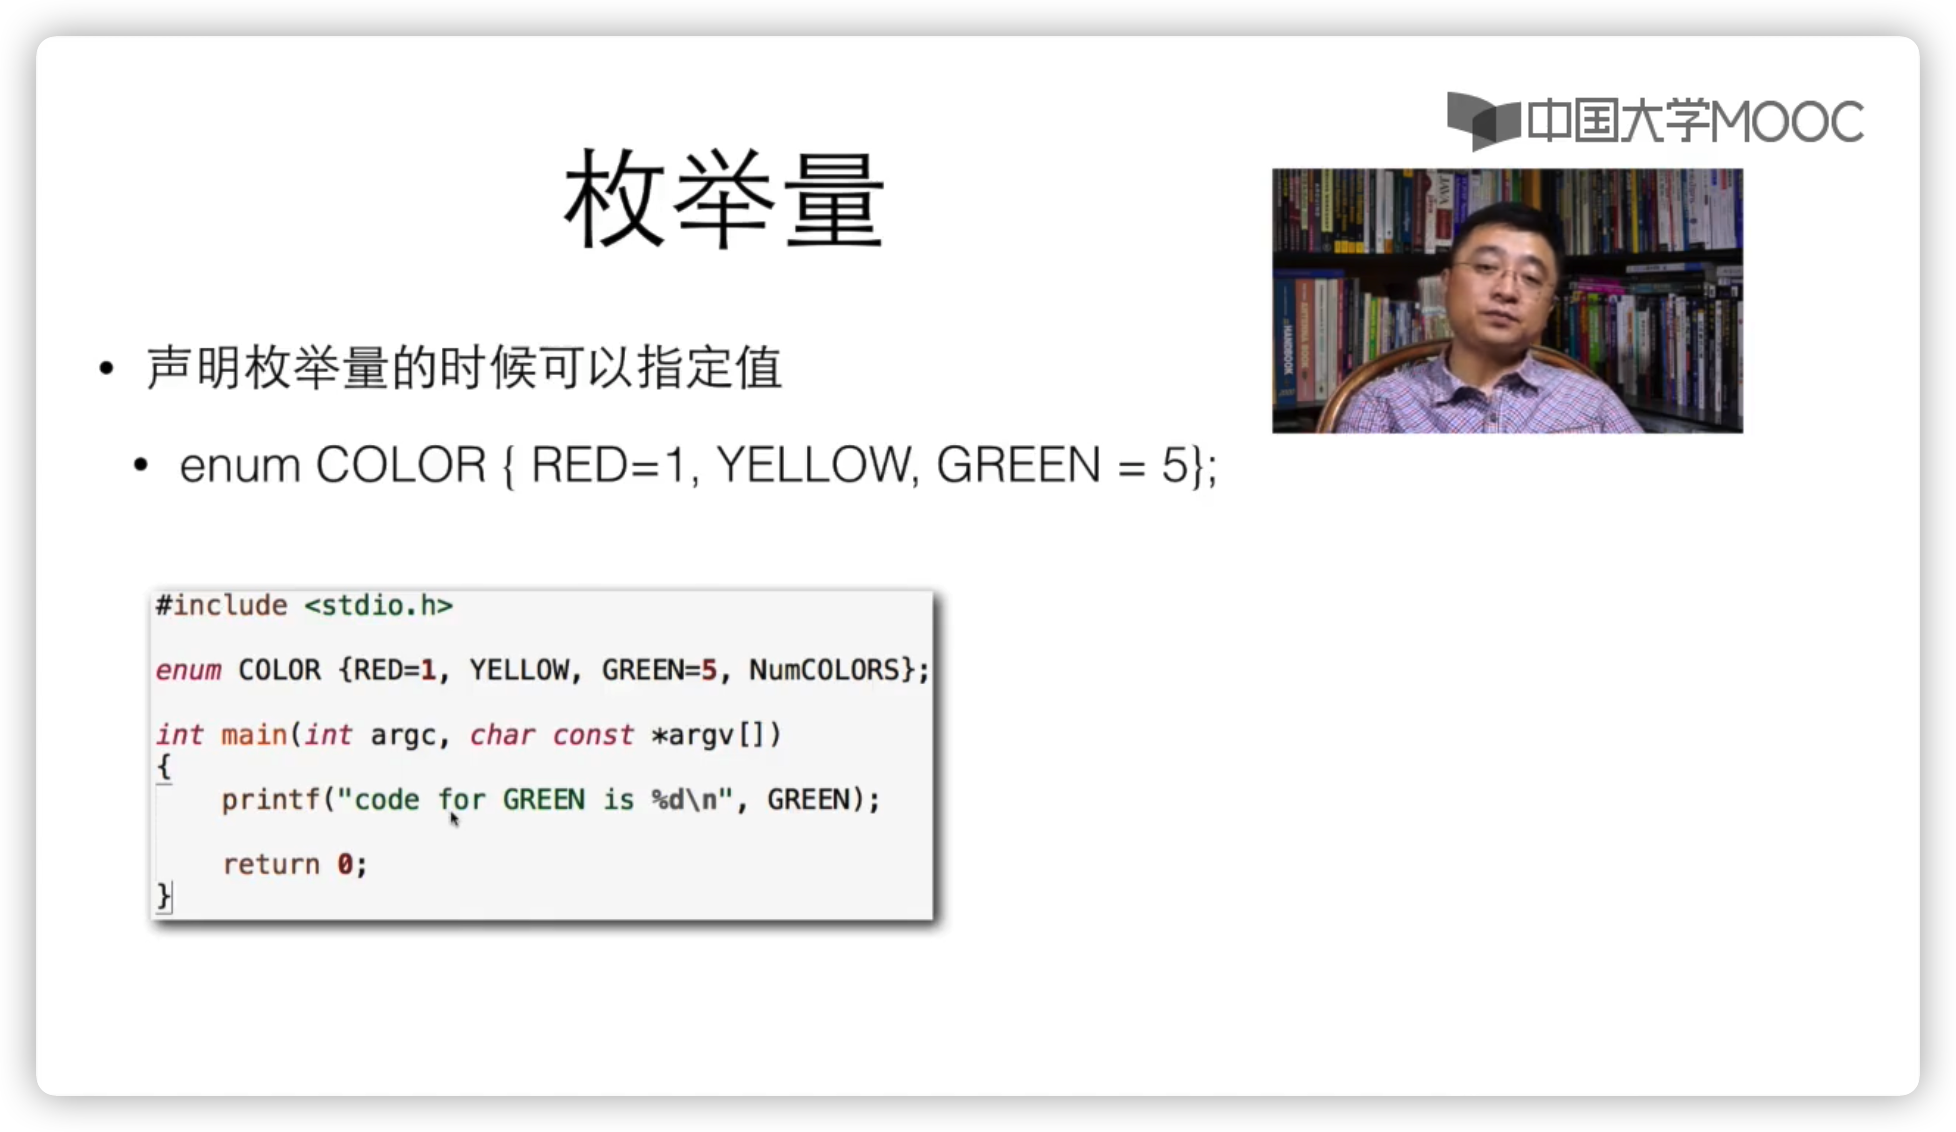 中国大学MOOC
枚举量
• 声明枚举量的时候可以指定值
• enum COLOR { RED=1, YELLOW, GREEN = 5};
#include <stdio.h>
enum COLOR {RED=1, YELLOW, GREEN=5, NumCOLORS};
int main(int argc, char const *argv[])
{
    printf("code for GREEN is %d\n", GREEN);
    return 0;
}